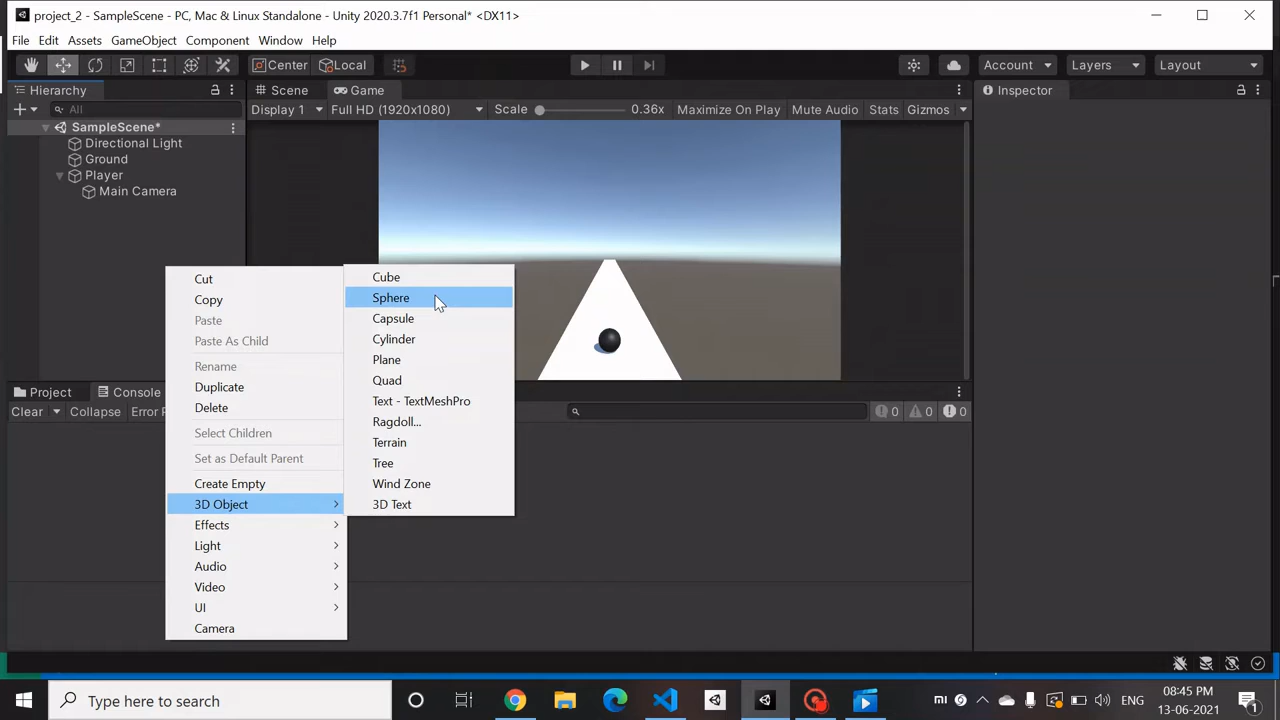 project_2 - SampleScene - PC, Mac & Linux Standalone - Unity 2020.3.7f1 Personal* <DX11>
File Edit Assets GameObject Component Window Help
Center Local Account Layers Layout
Hierarchy Scene Game Inspector
All Display 1 Full HD (1920x1080) Scale 0.36x Maximize On Play Mute Audio Stats Gizmos
SampleScene*
Directional Light
Ground
Player
Main Camera
Cut
Copy
Paste
Paste As Child
Rename
Duplicate
Delete
Select Children
Set as Default Parent
Create Empty
3D Object
Effects
Light
Audio
Video
UI
Camera
Cube
Sphere
Capsule
Cylinder
Plane
Quad
Text - TextMeshPro
Ragdoll...
Terrain
Tree
Wind Zone
3D Text
Project Console
Clear Collapse Error P 0 0 0
Type here to search
mi ENG 08:45 PM
13-06-2021
1